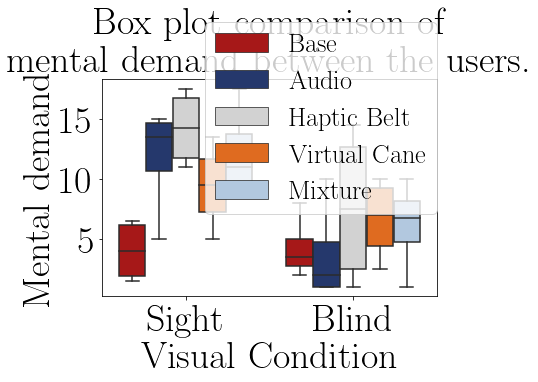 Box plot comparison of
mental demand between the users.
Base
Audio
Haptic Belt
Virtual Cane
Mixture
Mental demand
15
10
5
Sight
Blind
Visual Condition